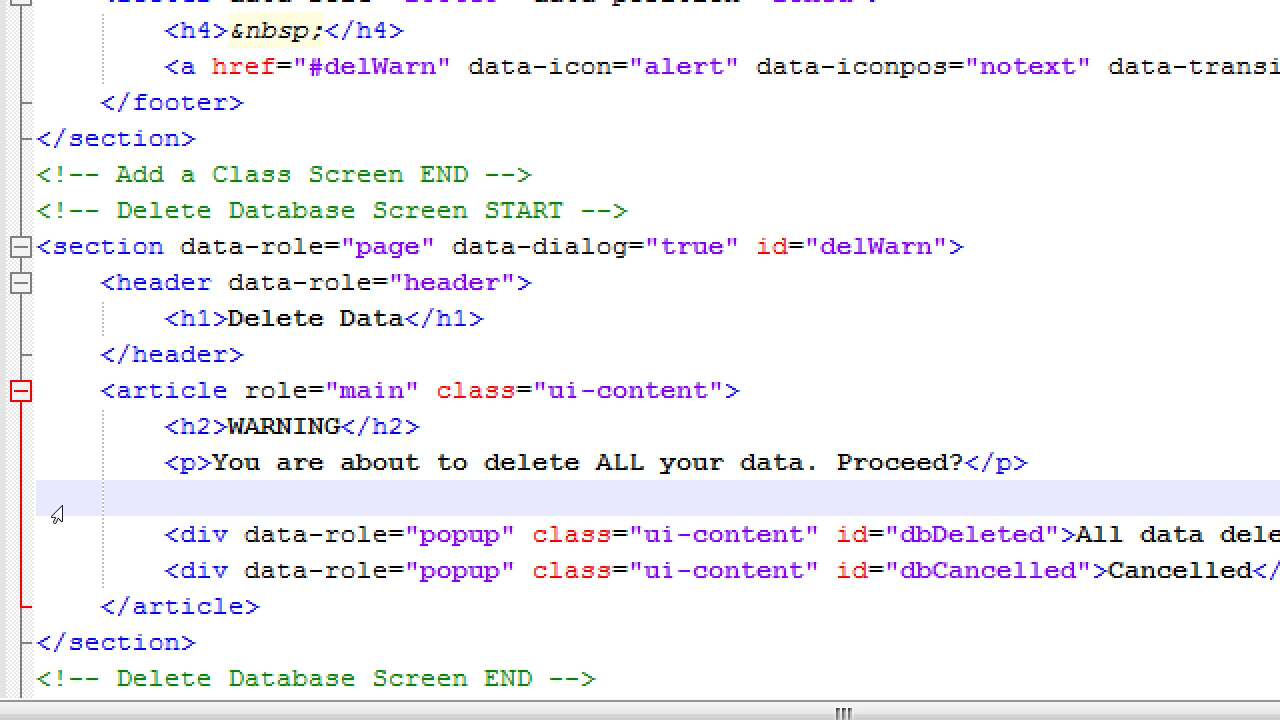 <h4>&nbsp;</h4>
<a href="#delWarn" data-icon="alert" data-iconpos="notext"
</footer>
</section>
<!-- Add a Class Screen END -->
<!-- Delete Database Screen START -->
<section data-role="page" data-dialog="true" id="delWarn">
<header data-role="header">
<h1>Delete Data</h1>
</header>
<article role="main" class="ui-content">
<h2>WARNING</h2>
<p>You are about to delete ALL your data. Proceed?</p>
<div data-role="popup" class="ui-content" id="dbDeleted">All data
<div data-role="popup" class="ui-content" id="dbCancelled">Cancelled</
</article>
</section>
<!-- Delete Database Screen END -->